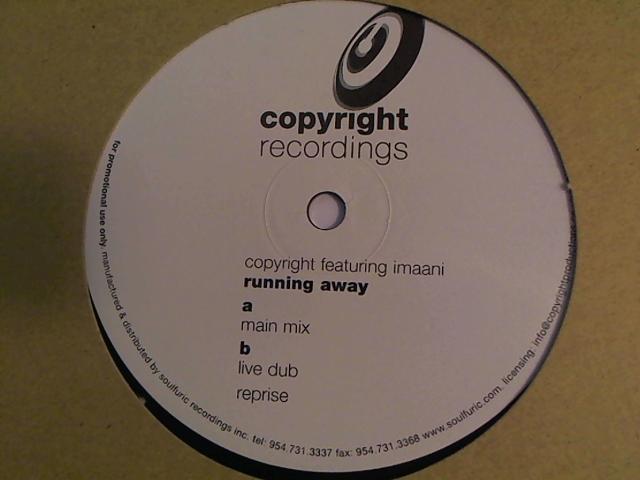 copyright
recordings
copyright featuring imaani
running away
a
main mix
b
live dub
reprise
for promotional use only. manufactured & distributed by soulfuric recordings inc. tel: 954.731.3337 fax: 954.731.3368 www.soulfuric.com. licensing: info@copyrightproductions